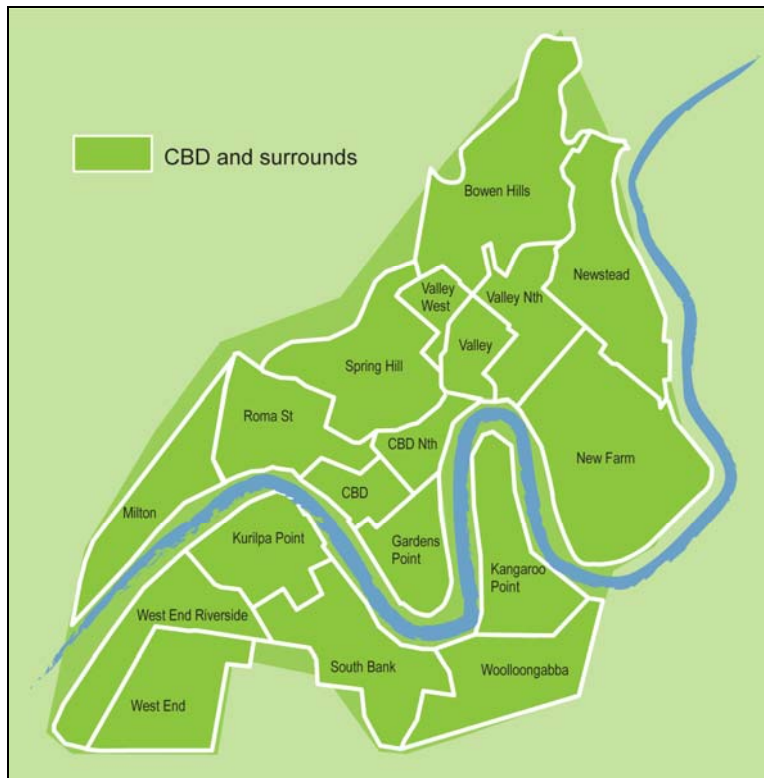 CBD and surrounds
Bowen Hills
Newstead
Valley
West
Valley Nth
Valley
Spring Hill
Roma St
CBD Nth
New Farm
CBD
Milton
Kurilpa Point
Gardens
Point
Kangaroo
Point
West End Riverside
South Bank
Woolloongabba
West End